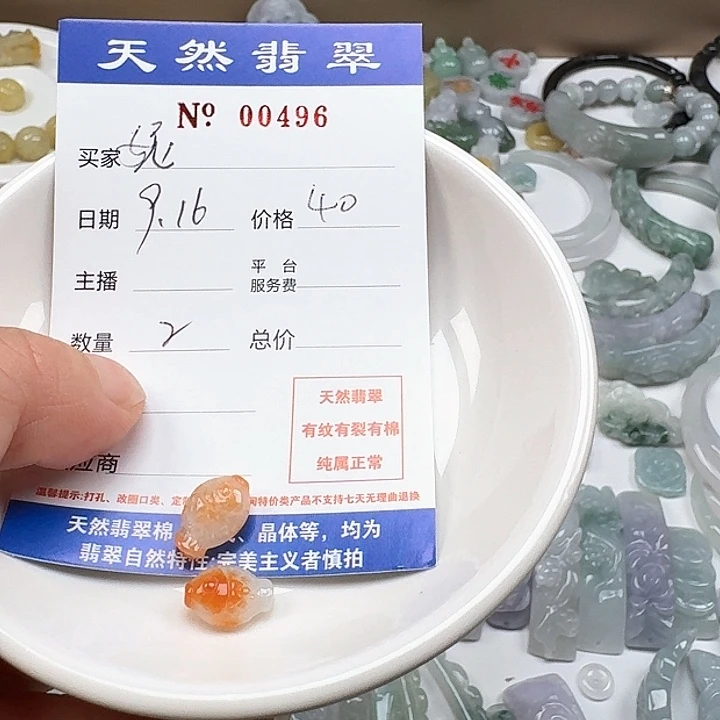 天然翡翠
Nº 00496
买家
日期 9.16 价格 40
主播 平台服务费
数量 2 总价
应商
天然翡翠
有纹有裂有棉
纯属正常
温馨提示:打孔、改圈口类、定 特价类产品不支持七天无理由退换
天然翡翠棉 、晶体等，均为
翡翠自然特性·完美主义者慎拍